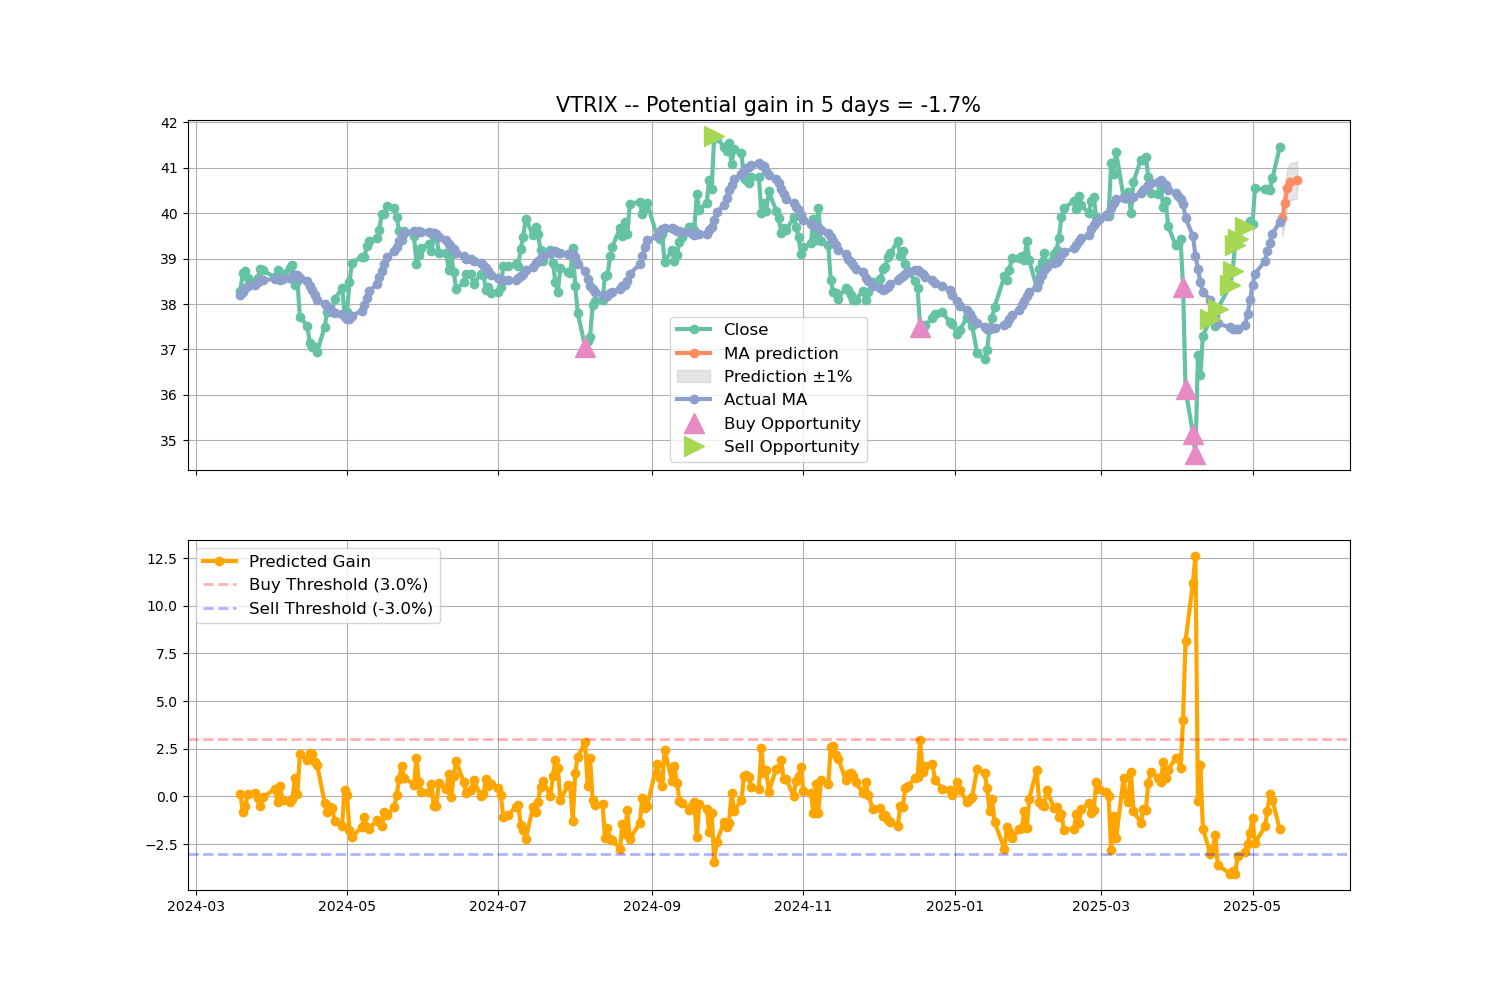 VTRIX -- Potential gain in 5 days = -1.7%
42
41
40
39
38
37
36
35
Close
MA prediction
Prediction ±1%
Actual MA
Buy Opportunity
Sell Opportunity
12.5
10.0
7.5
5.0
2.5
0.0
−2.5
Predicted Gain
Buy Threshold (3.0%)
Sell Threshold (-3.0%)
2024-03 2024-05 2024-07 2024-09 2024-11 2025-01 2025-03 2025-05